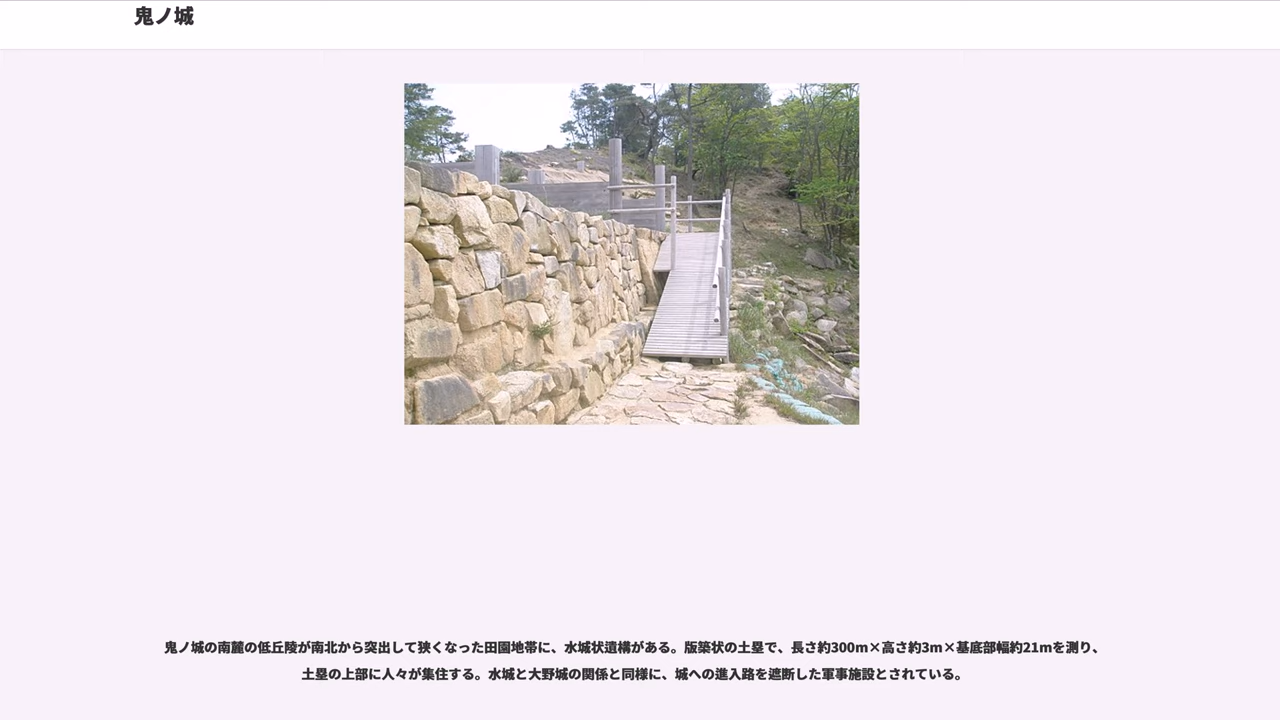 鬼ノ城
鬼ノ城の南麓の低丘陵が南北から突出して狭くなった田園地帯に、水城状遺構がある。版築状の土塁で、長さ約300m×高さ約3m×基底部幅約21mを測り、
土塁の上部に人々が集住する。水城と大野城の関係と同様に、城への進入路を遮断した軍事施設とされている。